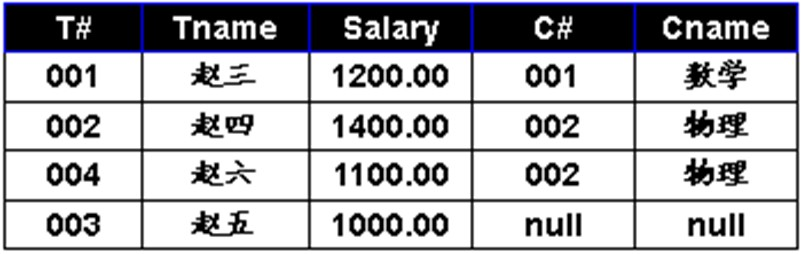 T# Tname Salary C# Cname
001 赵三 1200.00 001 数学
002 赵四 1400.00 002 物理
004 赵六 1100.00 002 物理
003 赵五 1000.00 null null